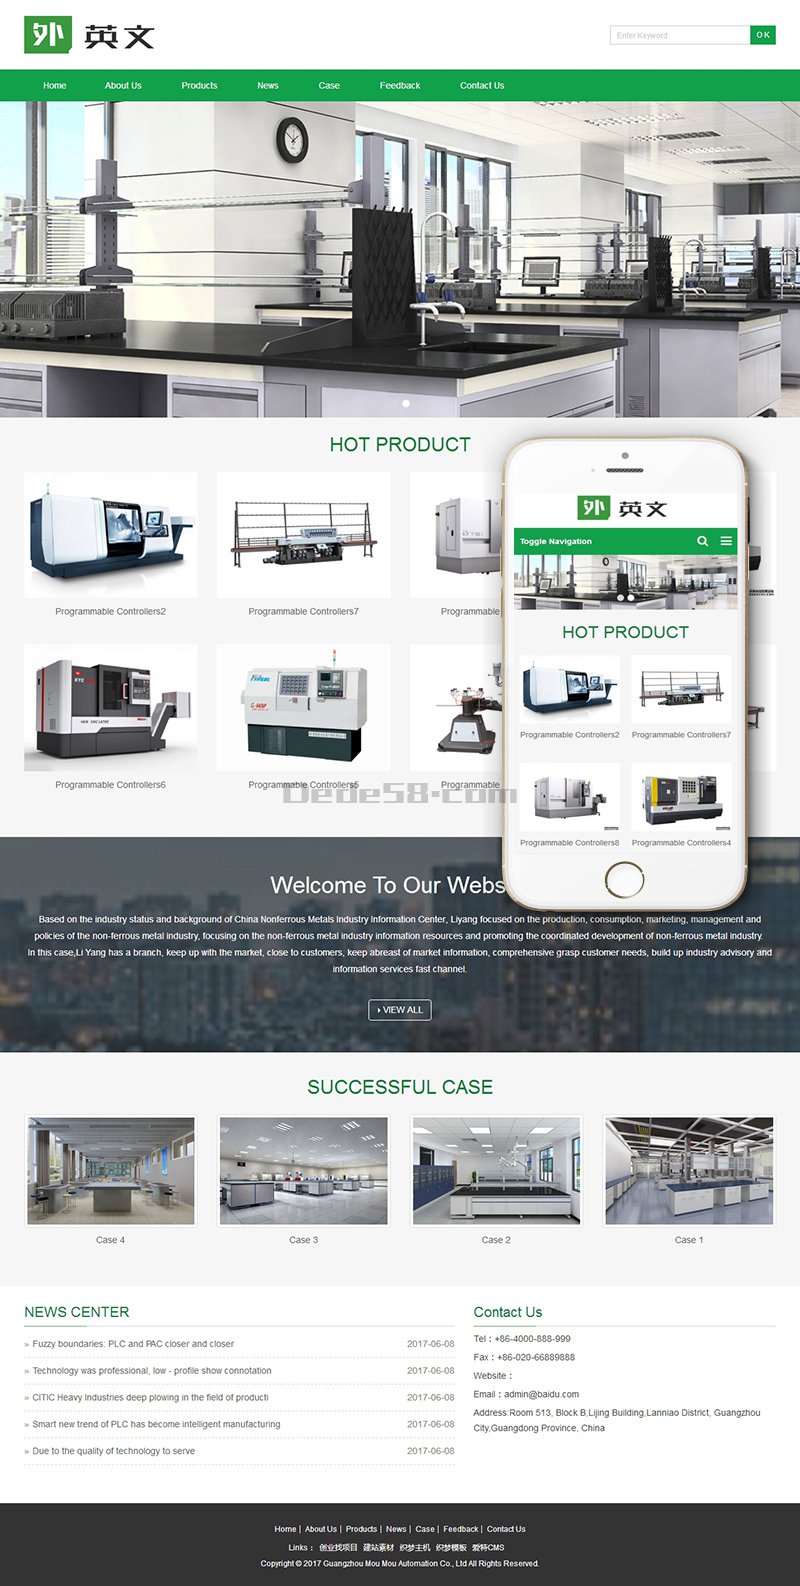 外 英文
Enter Keyword OK
Home About Us Products News Case Feedback Contact Us
HOT PRODUCT
Programmable Controllers2 Programmable Controllers7 Programmable
ETC
NEW CNC LATHE
Programmable Controllers6 Programmable Controllers5 Programmable
Dede58.com
外 英文
Toggle Navigation
HOT PRODUCT
Programmable Controllers2 Programmable Controllers7
Programmable Controllers8 Programmable Controllers4
Welcome To Our Webs
Based on the industry status and background of China Nonferrous Metals Industry Information Center, Liyang focused on the production, consumption, marketing, management and
policies of the non-ferrous metal industry, focusing on the non-ferrous metal industry information resources and promoting the coordinated development of non-ferrous metal industry.
In this case,Li Yang has a branch, keep up with the market, close to customers, keep abreast of market information, comprehensive grasp customer needs, build up industry advisory and
information services fast channel.
VIEW ALL
SUCCESSFUL CASE
Case 4 Case 3 Case 2 Case 1
NEWS CENTER
» Fuzzy boundaries: PLC and PAC closer and closer 2017-06-08
» Technology was professional, low - profile show connotation 2017-06-08
» CITIC Heavy Industries deep plowing in the field of producti 2017-06-08
» Smart new trend of PLC has become intelligent manufacturing 2017-06-08
» Due to the quality of technology to serve 2017-06-08
Contact Us
Tel：+86-4000-888-999
Fax：+86-020-66889888
Website：
Email：admin@baidu.com
Address:Room 513, Block B,Lijing Building,Lanniao District, Guangzhou
City,Guangdong Province, China
Home | About Us | Products | News | Case | Feedback | Contact Us
Links： 创业找项目 建站素材 织梦主机 织梦模板 爱特CMS
Copyright © 2017 Guangzhou Mou Mou Automation Co., Ltd All Rights Reserved.